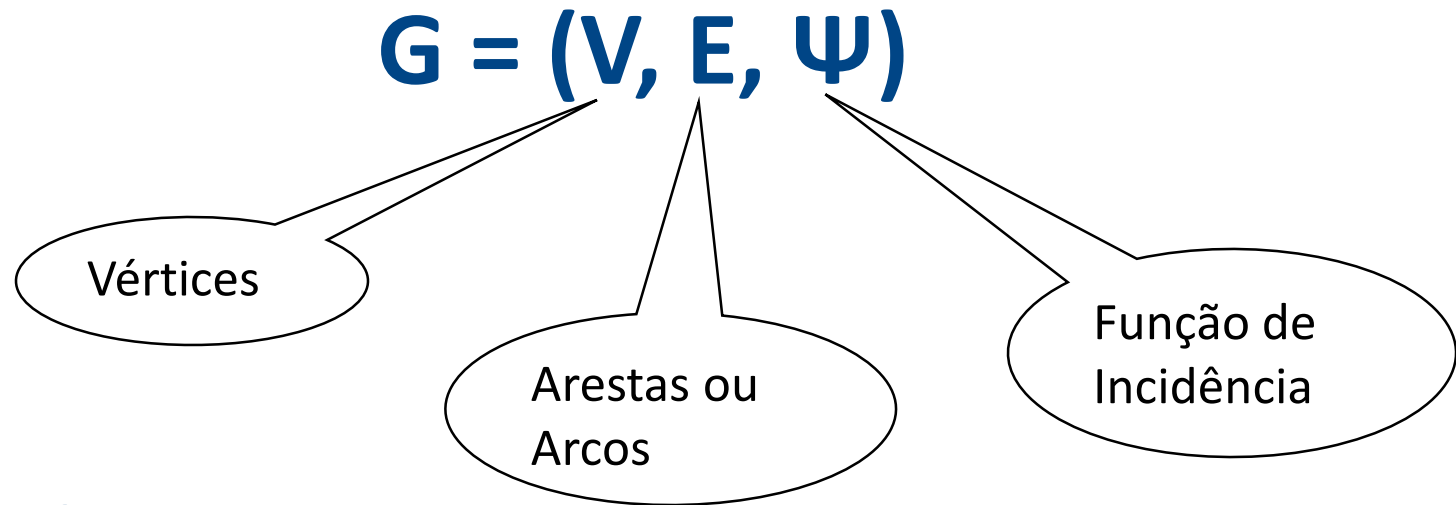 G = (V, E, Ψ)
Vértices
Arestas ou
Arcos
Função de
Incidência